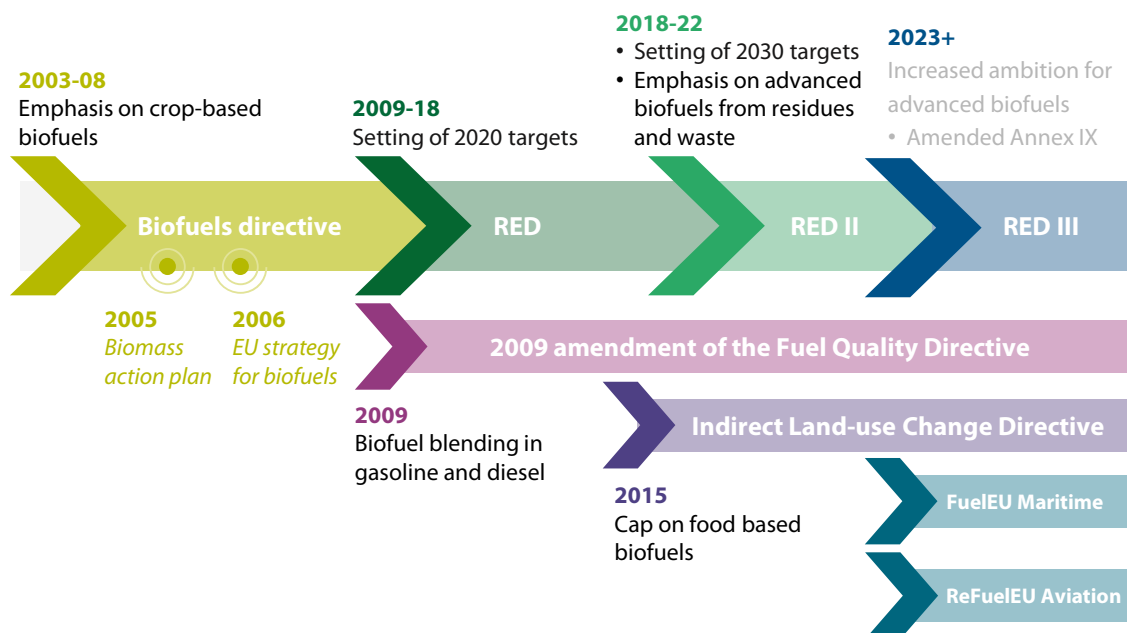 2003-08
Emphasis on crop-based
biofuels
2009-18
Setting of 2020 targets
2018-22
• Setting of 2030 targets
• Emphasis on advanced
biofuels from residues
and waste
2023+
Increased ambition for
advanced biofuels
• Amended Annex IX
Biofuels directive
RED
RED II
RED III
2005
Biomass
action plan
2006
EU strategy
for biofuels
2009 amendment of the Fuel Quality Directive
2009
Biofuel blending in
gasoline and diesel
Indirect Land-use Change Directive
2015
Cap on food based
biofuels
FuelEU Maritime
ReFuelEU Aviation